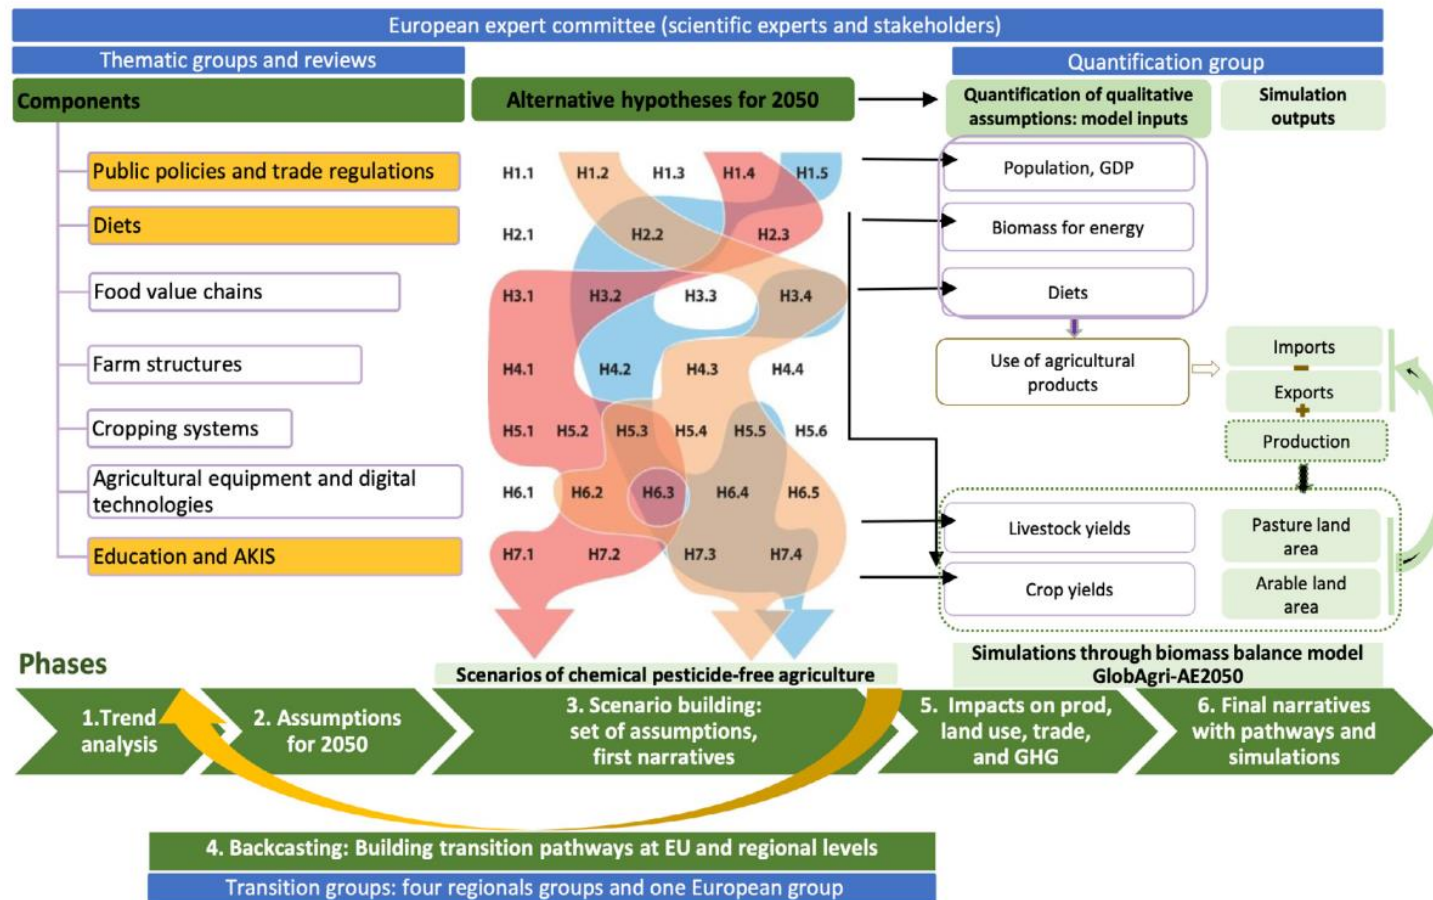 European expert committee (scientific experts and stakeholders)
Thematic groups and reviews
Quantification group
Components
Alternative hypotheses for 2050
Quantification of qualitative
assumptions: model inputs
Simulation
outputs
Public policies and trade regulations
Diets
Food value chains
Farm structures
Cropping systems
Agricultural equipment and digital
technologies
Education and AKIS
H1.1 H1.2 H1.3 H1.4 H1.5
H2.1 H2.2 H2.3
H3.1 H3.2 H3.3 H3.4
H4.1 H4.2 H4.3 H4.4
H5.1 H5.2 H5.3 H5.4 H5.5 H5.6
H6.1 H6.2 H6.3 H6.4 H6.5
H7.1 H7.2 H7.3 H7.4
Population, GDP
Biomass for energy
Diets
Use of agricultural
products
Imports
Exports
Production
Livestock yields
Crop yields
Pasture land
area
Arable land
area
Phases
Scenarios of chemical pesticide-free agriculture
Simulations through biomass balance model
GlobAgri-AE2050
1.Trend
analysis
2. Assumptions
for 2050
3. Scenario building:
set of assumptions,
first narratives
5. Impacts on prod,
land use, trade,
and GHG
6. Final narratives
with pathways and
simulations
4. Backcasting: Building transition pathways at EU and regional levels
Transition groups: four regionals groups and one European group